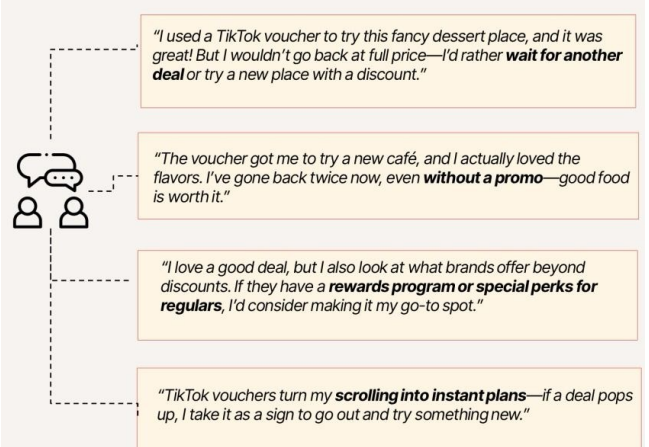 “I used a TikTok voucher to try this fancy dessert place, and it was
great! But I wouldn’t go back at full price—I’d rather wait for another
deal or try a new place with a discount.”
“The voucher got me to try a new café, and I actually loved the
flavors. I’ve gone back twice now, even without a promo—good food
is worth it.”
“I love a good deal, but I also look at what brands offer beyond
discounts. If they have a rewards program or special perks for
regulars, I’d consider making it my go-to spot.”
“TikTok vouchers turn my scrolling into instant plans—if a deal pops
up, I take it as a sign to go out and try something new.”